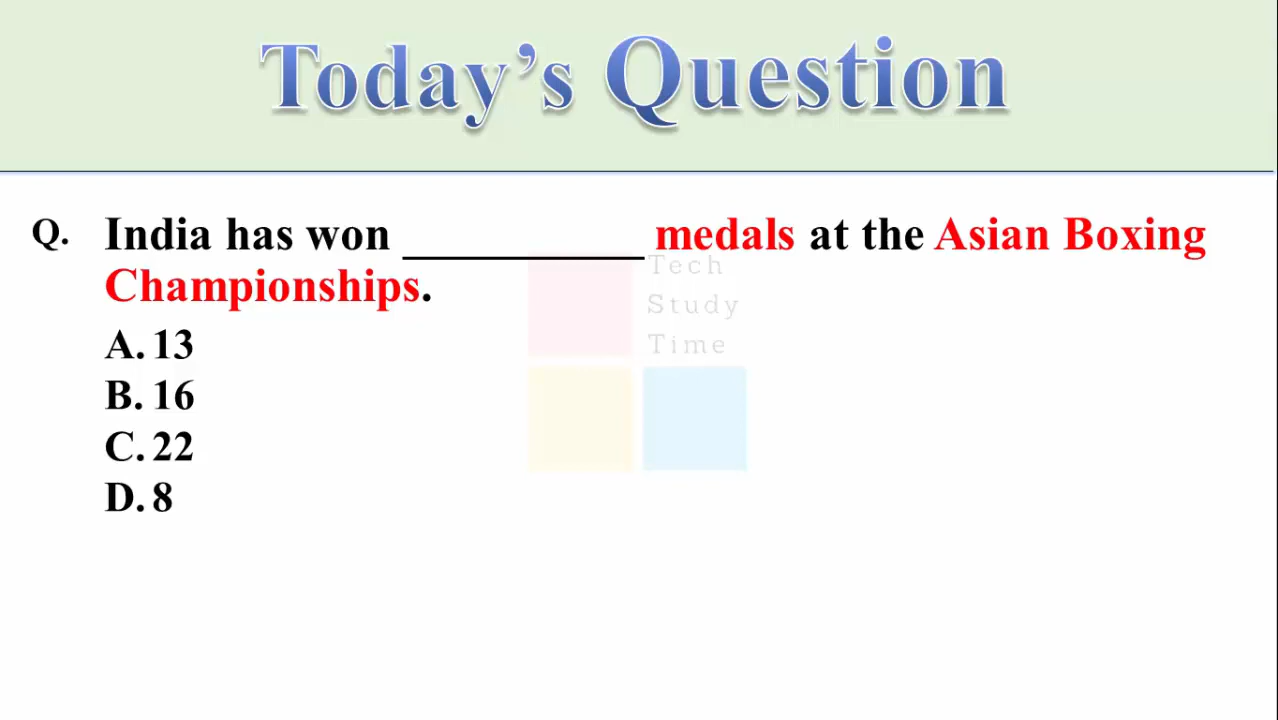 Today's Question
Q. India has won ___________ medals at the Asian Boxing
Championships.
Tech
Study
Time
A. 13
B. 16
C. 22
D. 8